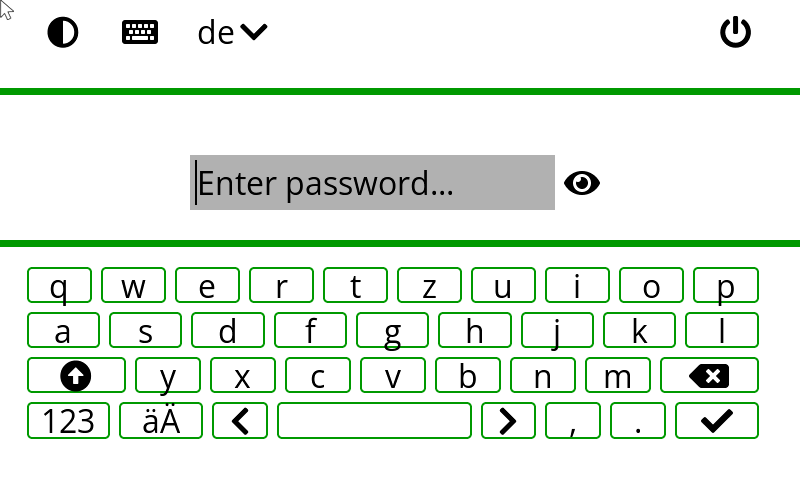 de
Enter password...
q w e r t z u i o p
a s d f g h j k l
y x c v b n m
123 äÄ , .